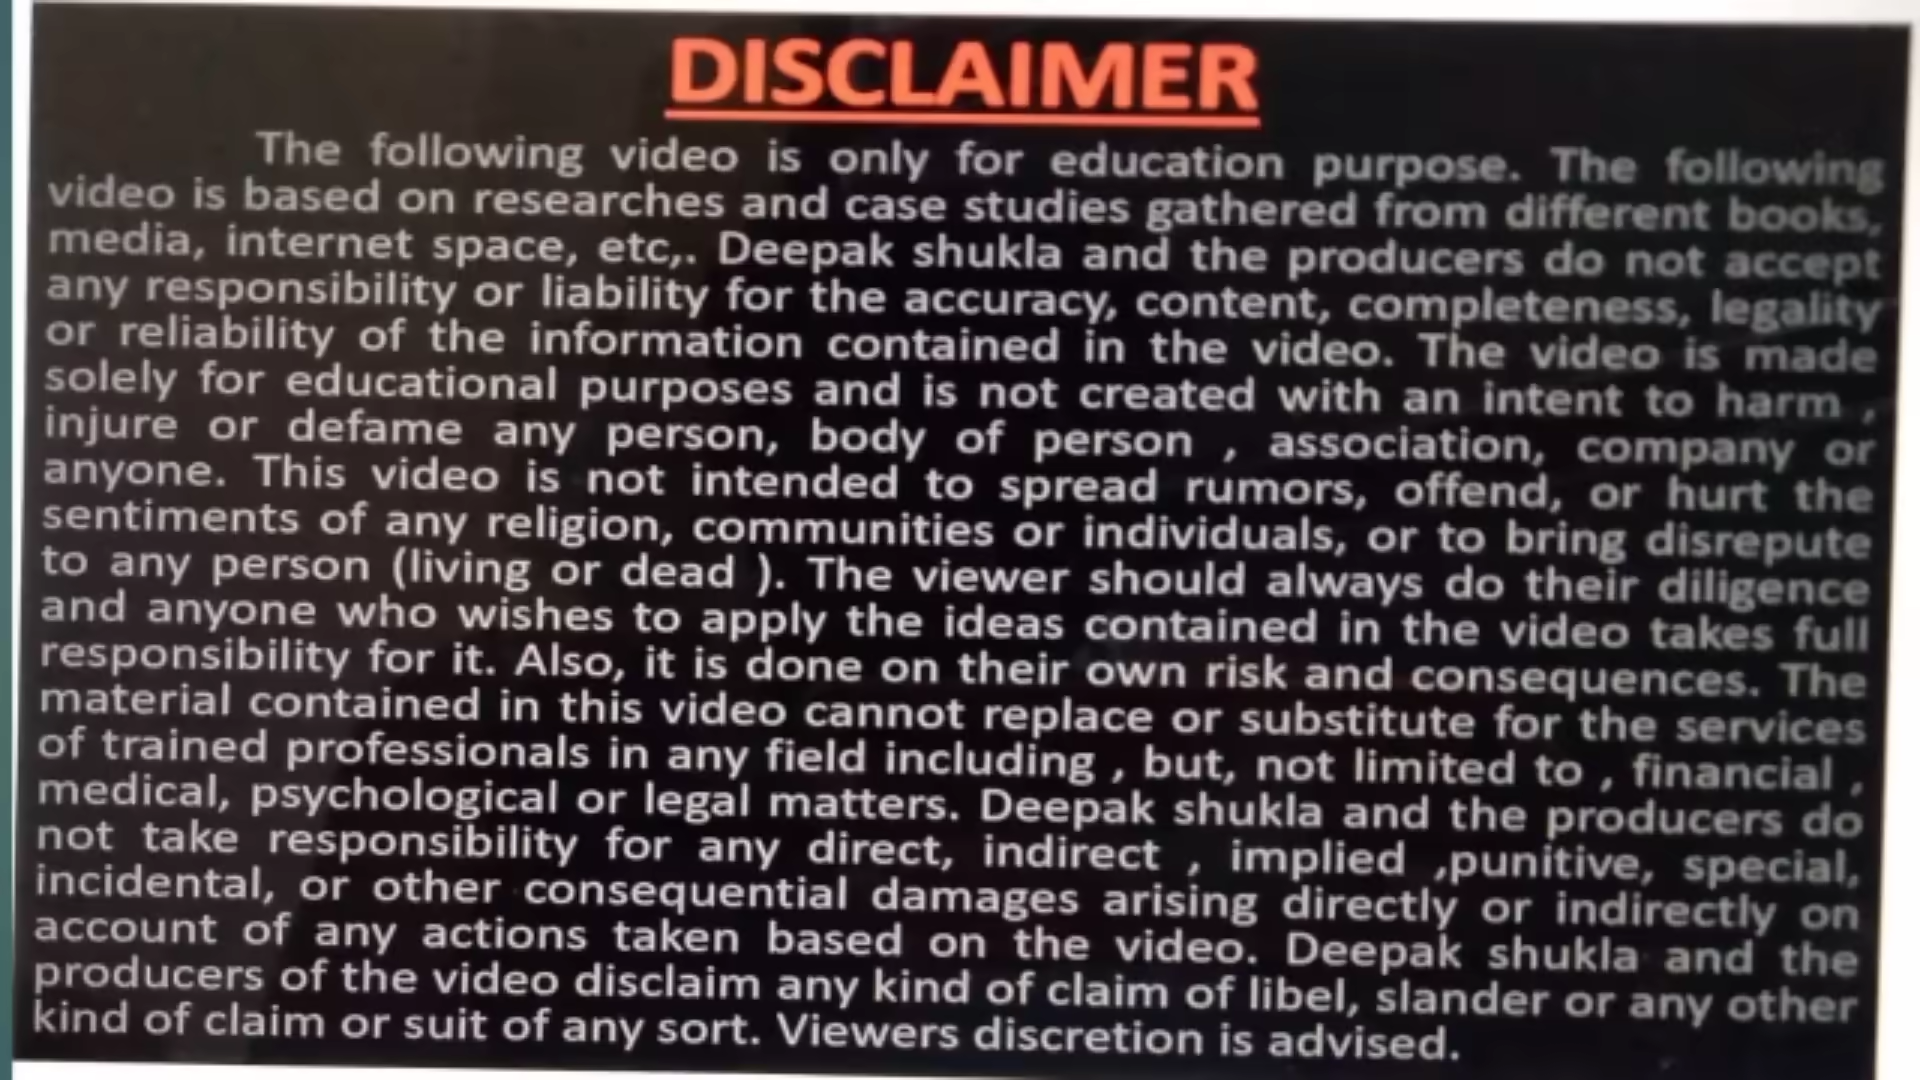 DISCLAIMER
The following video is only for education purpose. The following
video is based on researches and case studies gathered from different books,
media, internet space, etc,. Deepak shukla and the producers do not accept
any responsibility or liability for the accuracy, content, completeness, legality
or reliability of the information contained in the video. The video is made
solely for educational purposes and is not created with an intent to harm ,
injure or defame any person, body of person , association, company or
anyone. This video is not intended to spread rumors, offend, or hurt the
sentiments of any religion, communities or individuals, or to bring disrepute
to any person (living or dead ). The viewer should always do their diligence
and anyone who wishes to apply the ideas contained in the video takes full
responsibility for it. Also, it is done on their own risk and consequences. The
material contained in this video cannot replace or substitute for the services
of trained professionals in any field including , but, not limited to , financial ,
medical, psychological or legal matters. Deepak shukla and the producers do
not take responsibility for any direct, indirect , implied ,punitive, special,
incidental, or other consequential damages arising directly or indirectly on
account of any actions taken based on the video. Deepak shukla and the
producers of the video disclaim any kind of claim of libel, slander or any other
kind of claim or suit of any sort. Viewers discretion is advised.